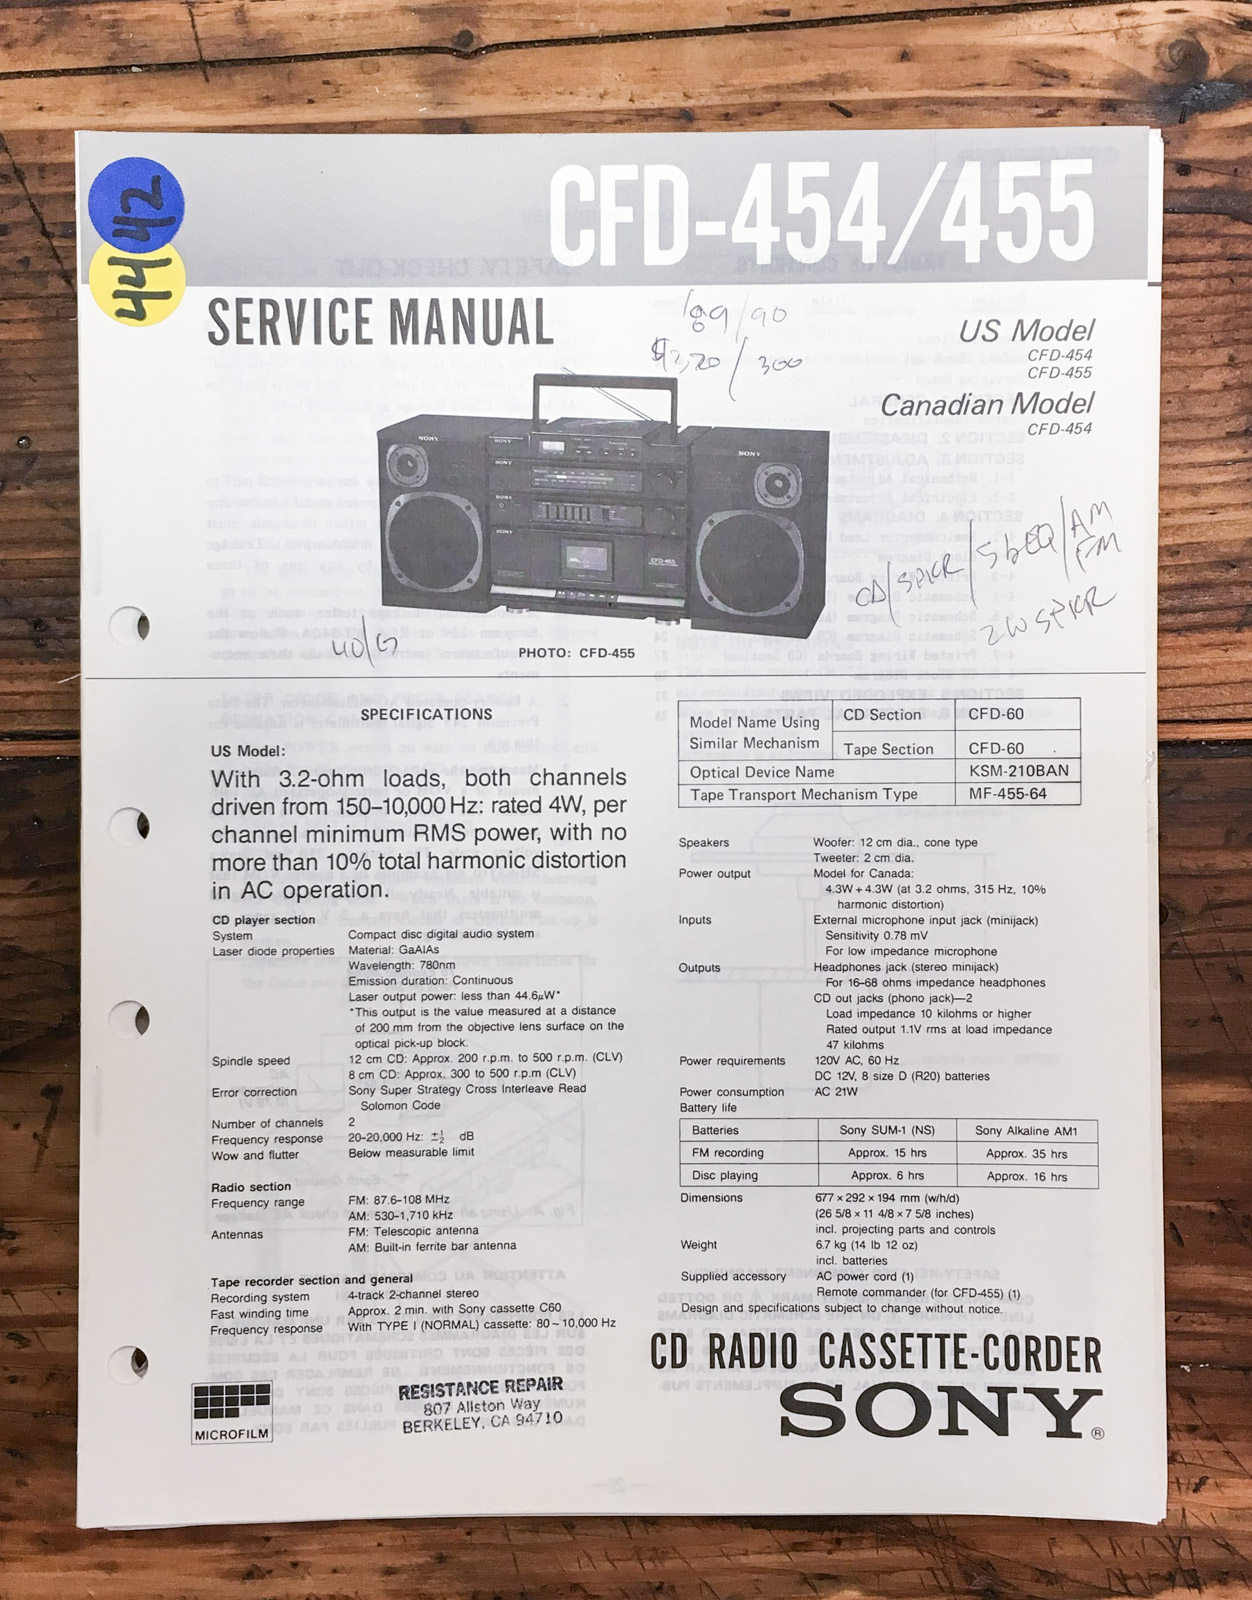 CFD-454/455
42
44
SERVICE MANUAL
'89/90
$320/300
US Model
CFD-454
CFD-455
Canadian Model
CFD-454
SONY
SONY
SONY
SONY
SONY
SONY
CFD-455
CD/SPKR/5bEQ/AM
FM
2W SPKR
40/G
PHOTO: CFD-455
SPECIFICATIONS
US Model:
With 3.2-ohm loads, both channels
driven from 150–10,000 Hz: rated 4W, per
channel minimum RMS power, with no
more than 10% total harmonic distortion
in AC operation.
CD player section
System Compact disc digital audio system
Laser diode properties Material: GaAlAs
Wavelength: 780nm
Emission duration: Continuous
Laser output power: less than 44.6µW*
*This output is the value measured at a distance
of 200 mm from the objective lens surface on the
optical pick-up block.
Spindle speed 12 cm CD: Approx. 200 r.p.m. to 500 r.p.m. (CLV)
8 cm CD: Approx. 300 to 500 r.p.m (CLV)
Error correction Sony Super Strategy Cross Interleave Read
Solomon Code
Number of channels 2
Frequency response 20-20,000 Hz: ±½ dB
Wow and flutter Below measurable limit
Radio section
Frequency range FM: 87.6-108 MHz
AM: 530-1,710 kHz
Antennas FM: Telescopic antenna
AM: Built-in ferrite bar antenna
Tape recorder section and general
Recording system 4-track 2-channel stereo
Fast winding time Approx. 2 min. with Sony cassette C60
Frequency response With TYPE I (NORMAL) cassette: 80 ~ 10,000 Hz
Model Name Using Similar Mechanism CD Section CFD-60
Tape Section CFD-60
Optical Device Name KSM-210BAN
Tape Transport Mechanism Type MF-455-64
Speakers Woofer: 12 cm dia., cone type
Tweeter: 2 cm dia.
Power output Model for Canada:
4.3W + 4.3W (at 3.2 ohms, 315 Hz, 10%
harmonic distortion)
Inputs External microphone input jack (minijack)
Sensitivity 0.78 mV
For low impedance microphone
Outputs Headphones jack (stereo minijack)
For 16–68 ohms impedance headphones
CD out jacks (phono jack)—2
Load impedance 10 kilohms or higher
Rated output 1.1V rms at load impedance
47 kilohms
Power requirements 120V AC, 60 Hz
DC 12V, 8 size D (R20) batteries
Power consumption AC 21W
Battery life
Batteries Sony SUM-1 (NS) Sony Alkaline AM1
FM recording Approx. 15 hrs Approx. 35 hrs
Disc playing Approx. 6 hrs Approx. 16 hrs
Dimensions 677 × 292 × 194 mm (w/h/d)
(26 5/8 × 11 4/8 × 7 5/8 inches)
incl. projecting parts and controls
Weight 6.7 kg (14 lb 12 oz)
incl. batteries
Supplied accessory AC power cord (1)
Remote commander (for CFD-455) (1)
Design and specifications subject to change without notice.
CD RADIO CASSETTE-CORDER
SONY®
MICROFILM
RESISTANCE REPAIR
807 Allston Way
BERKELEY, CA 94710